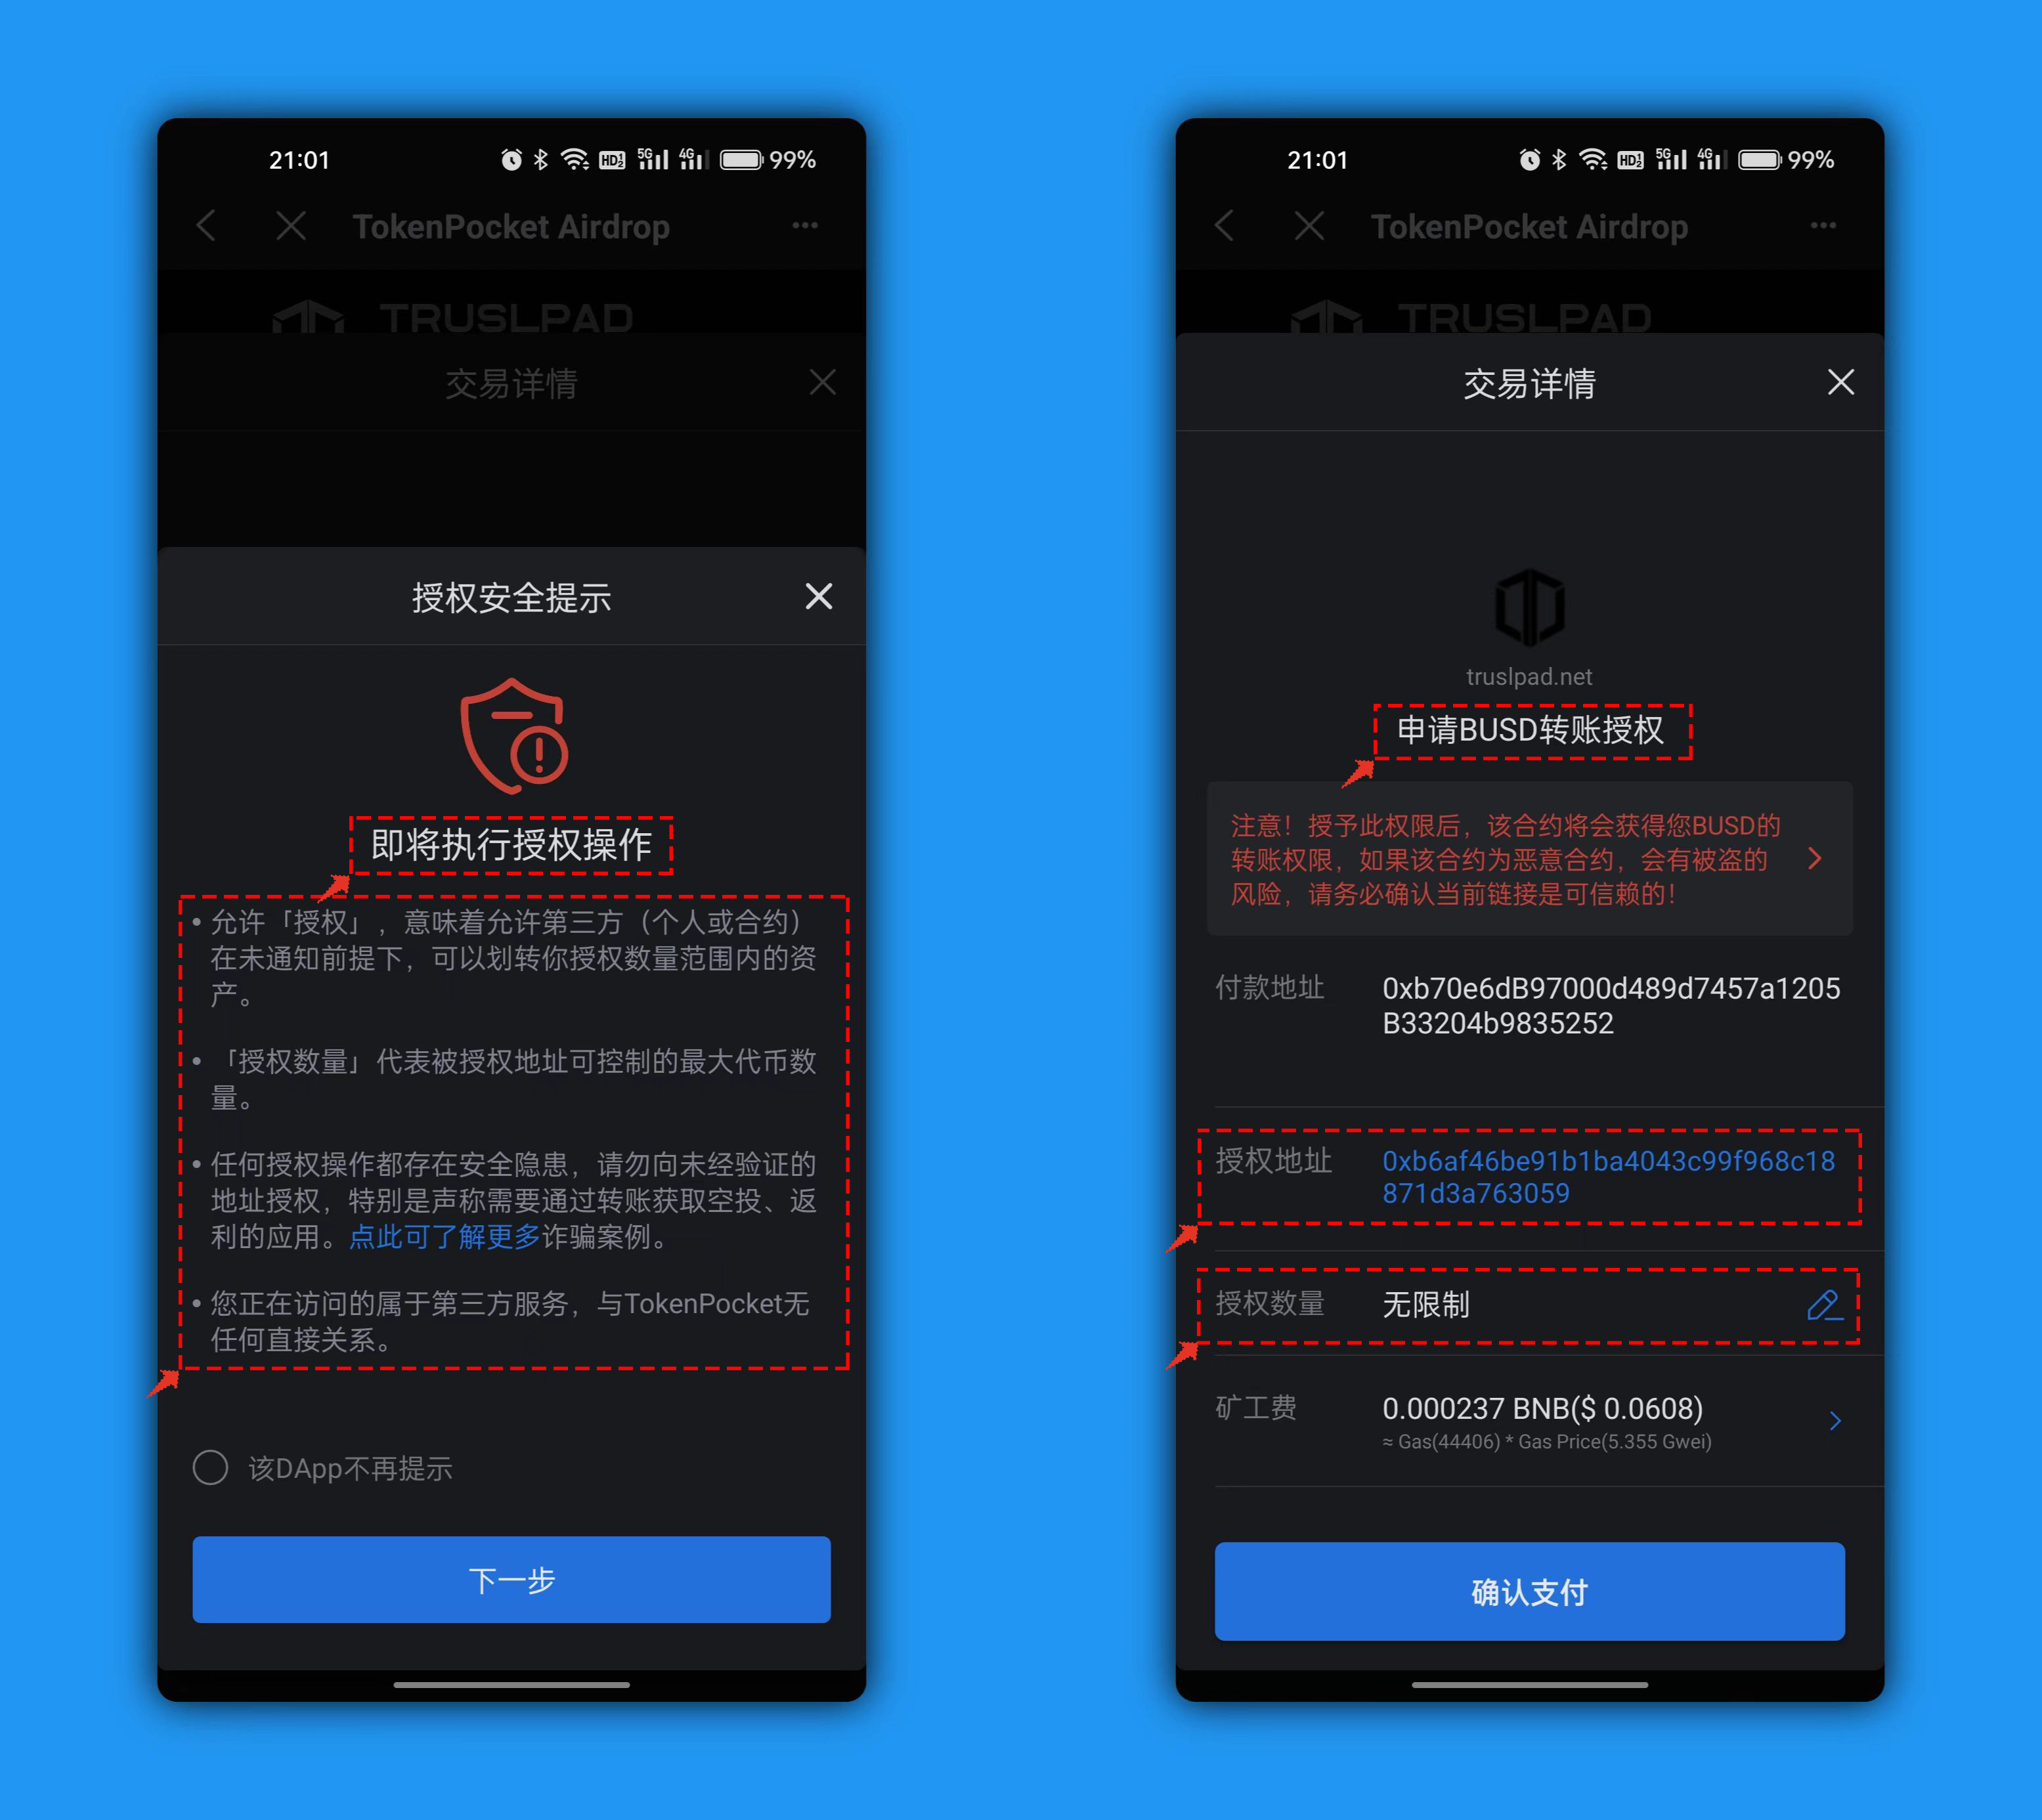 21:01
HD 1 2 5G 4G 99%
TokenPocket Airdrop
TRUSLPAD
交易详情
授权安全提示
即将执行授权操作
• 允许「授权」，意味着允许第三方（个人或合约）
在未通知前提下，可以划转你授权数量范围内的资
产。
• 「授权数量」代表被授权地址可控制的最大代币数
量。
• 任何授权操作都存在安全隐患，请勿向未经验证的
地址授权，特别是声称需要通过转账获取空投、返
利的应用。点此可了解更多诈骗案例。
• 您正在访问的属于第三方服务，与TokenPocket无
任何直接关系。
该DApp不再提示
下一步
21:01
HD 1 2 5G 4G 99%
TokenPocket Airdrop
TRUSLPAD
交易详情
truslpad.net
申请BUSD转账授权
注意！授予此权限后，该合约将会获得您BUSD的
转账权限，如果该合约为恶意合约，会有被盗的
风险，请务必确认当前链接是可信赖的！
付款地址 0xb70e6dB97000d489d7457a1205
B33204b9835252
授权地址 0xb6af46be91b1ba4043c99f968c18
871d3a763059
授权数量 无限制
矿工费 0.000237 BNB($ 0.0608)
≈ Gas(44406) * Gas Price(5.355 Gwei)
确认支付